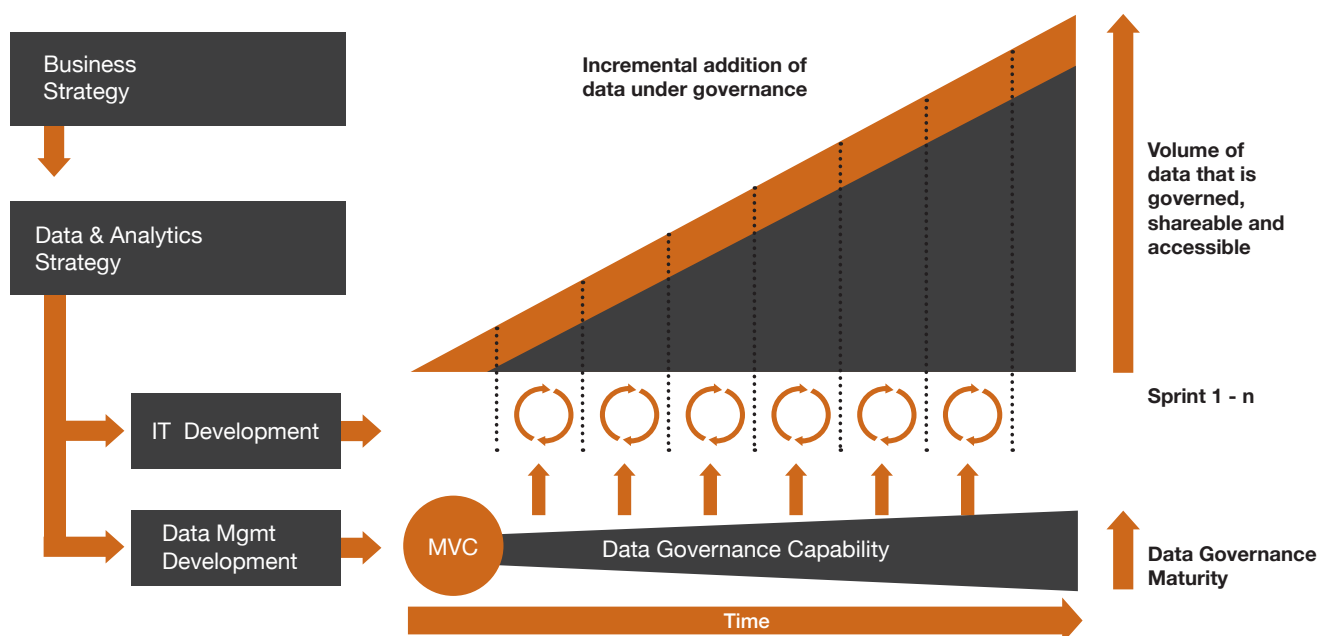 Business
Strategy
Data & Analytics
Strategy
IT Development
Data Mgmt
Development
Incremental addition of
data under governance
Volume of
data that is
governed,
shareable and
accessible
Sprint 1 - n
MVC
Data Governance Capability
Data Governance
Maturity
Time